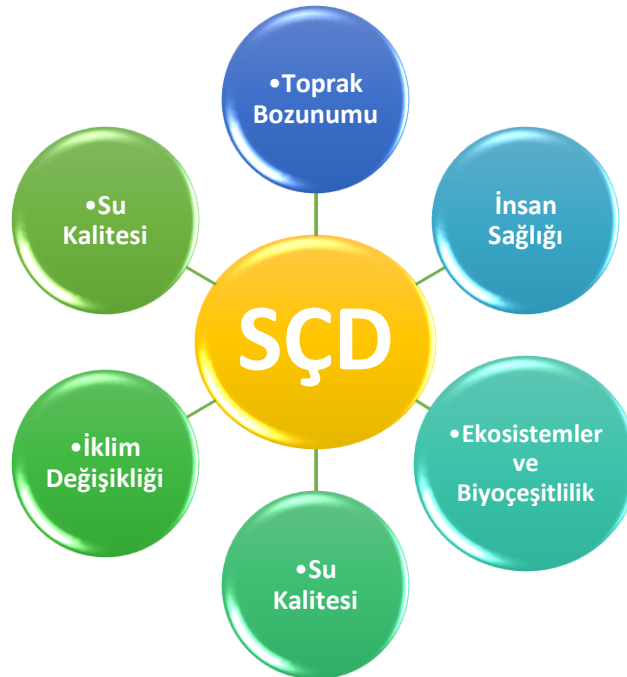 •Toprak
Bozunumu
İnsan
Sağlığı
•Ekosistemler
ve
Biyoçeşitlilik
•Su
Kalitesi
•İklim
Değişikliği
•Su
Kalitesi
SÇD